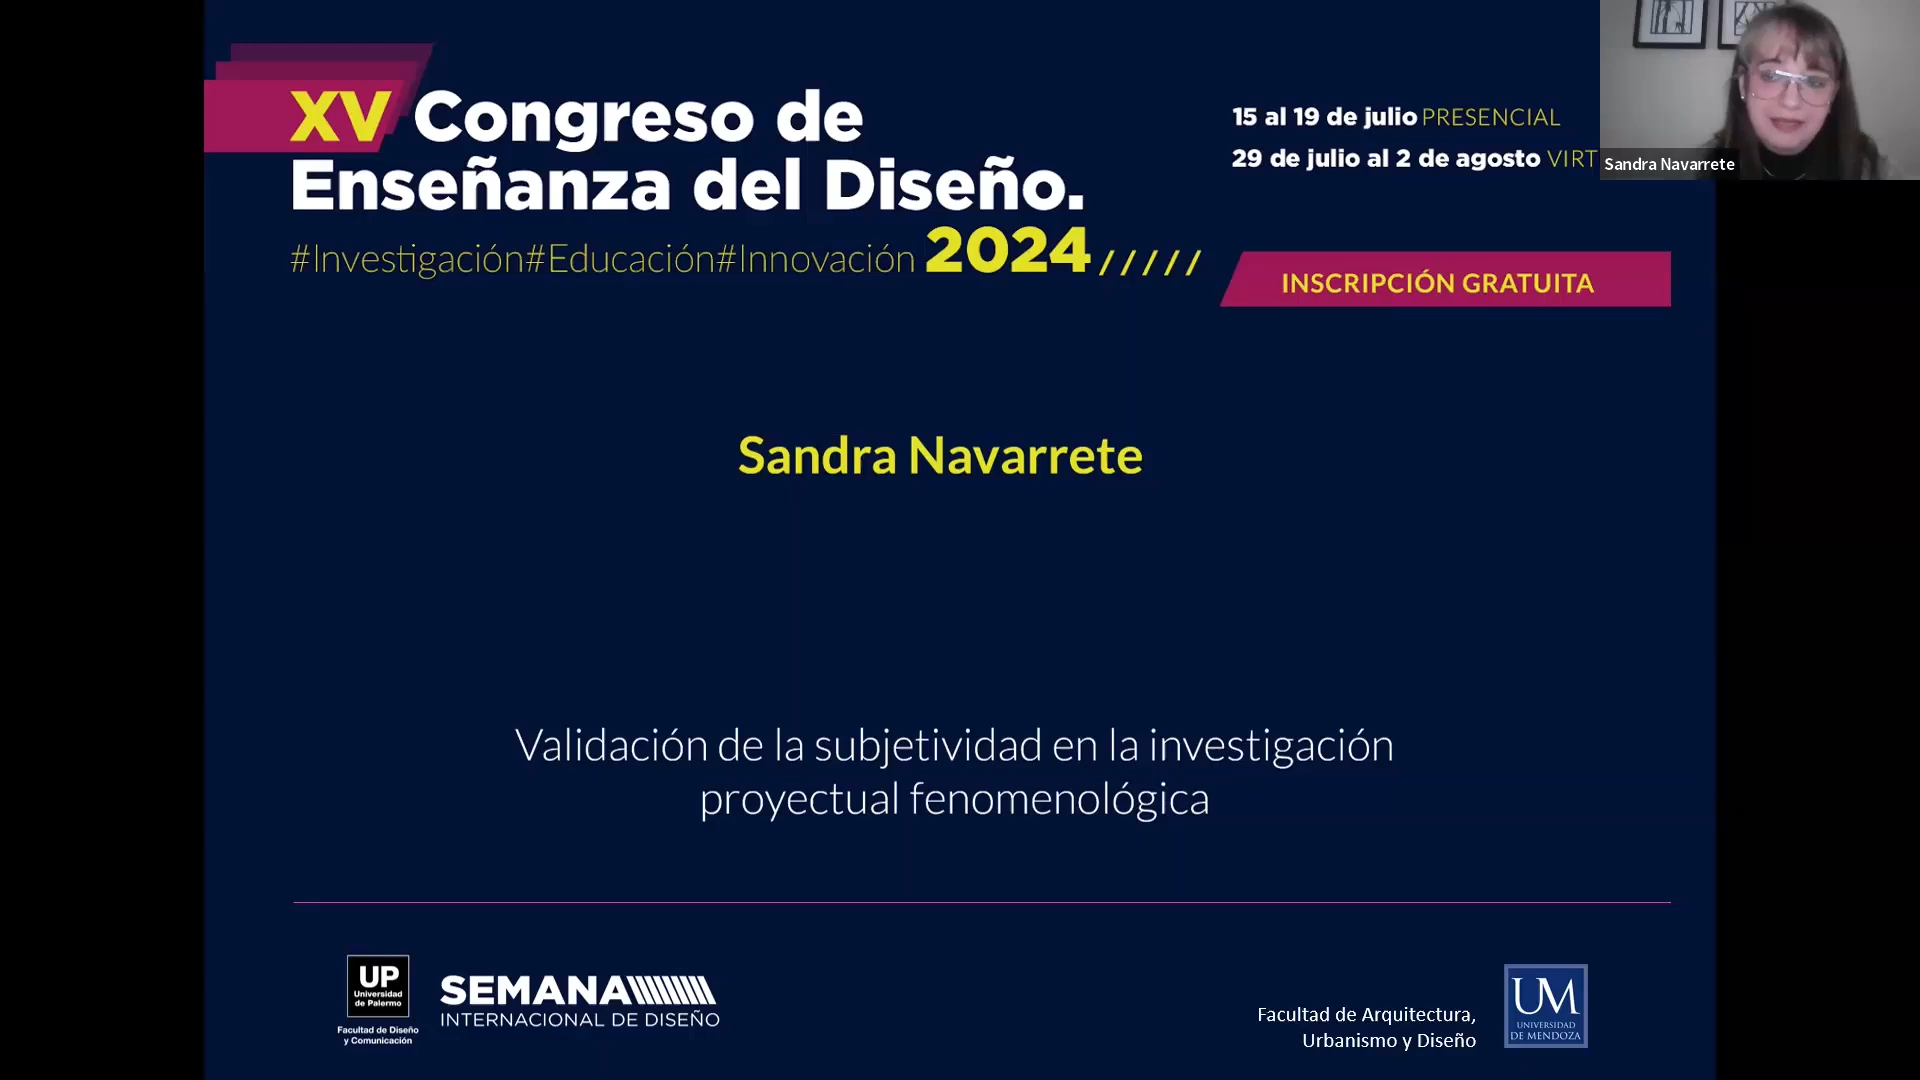 XV Congreso de
Enseñanza del Diseño.
#Investigación#Educación#Innovación 2024 /////
15 al 19 de julio PRESENCIAL
29 de julio al 2 de agosto VIRT
Sandra Navarrete
INSCRIPCIÓN GRATUITA
Sandra Navarrete
Validación de la subjetividad en la investigación
proyectual fenomenológica
UP
Universidad
de Palermo
Facultad de Diseño
y Comunicación
SEMANA
INTERNACIONAL DE DISEÑO
Facultad de Arquitectura,
Urbanismo y Diseño
UM
UNIVERSIDAD
DE MENDOZA